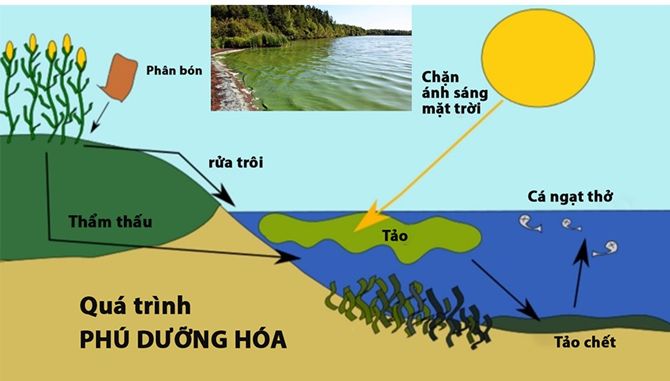 Phân bón
Chặn
ánh sáng
mặt trời
rửa trôi
Cá ngạt thở
Thẩm thấu
Tảo
Quá trình
PHÚ DƯỠNG HÓA
Tảo chết